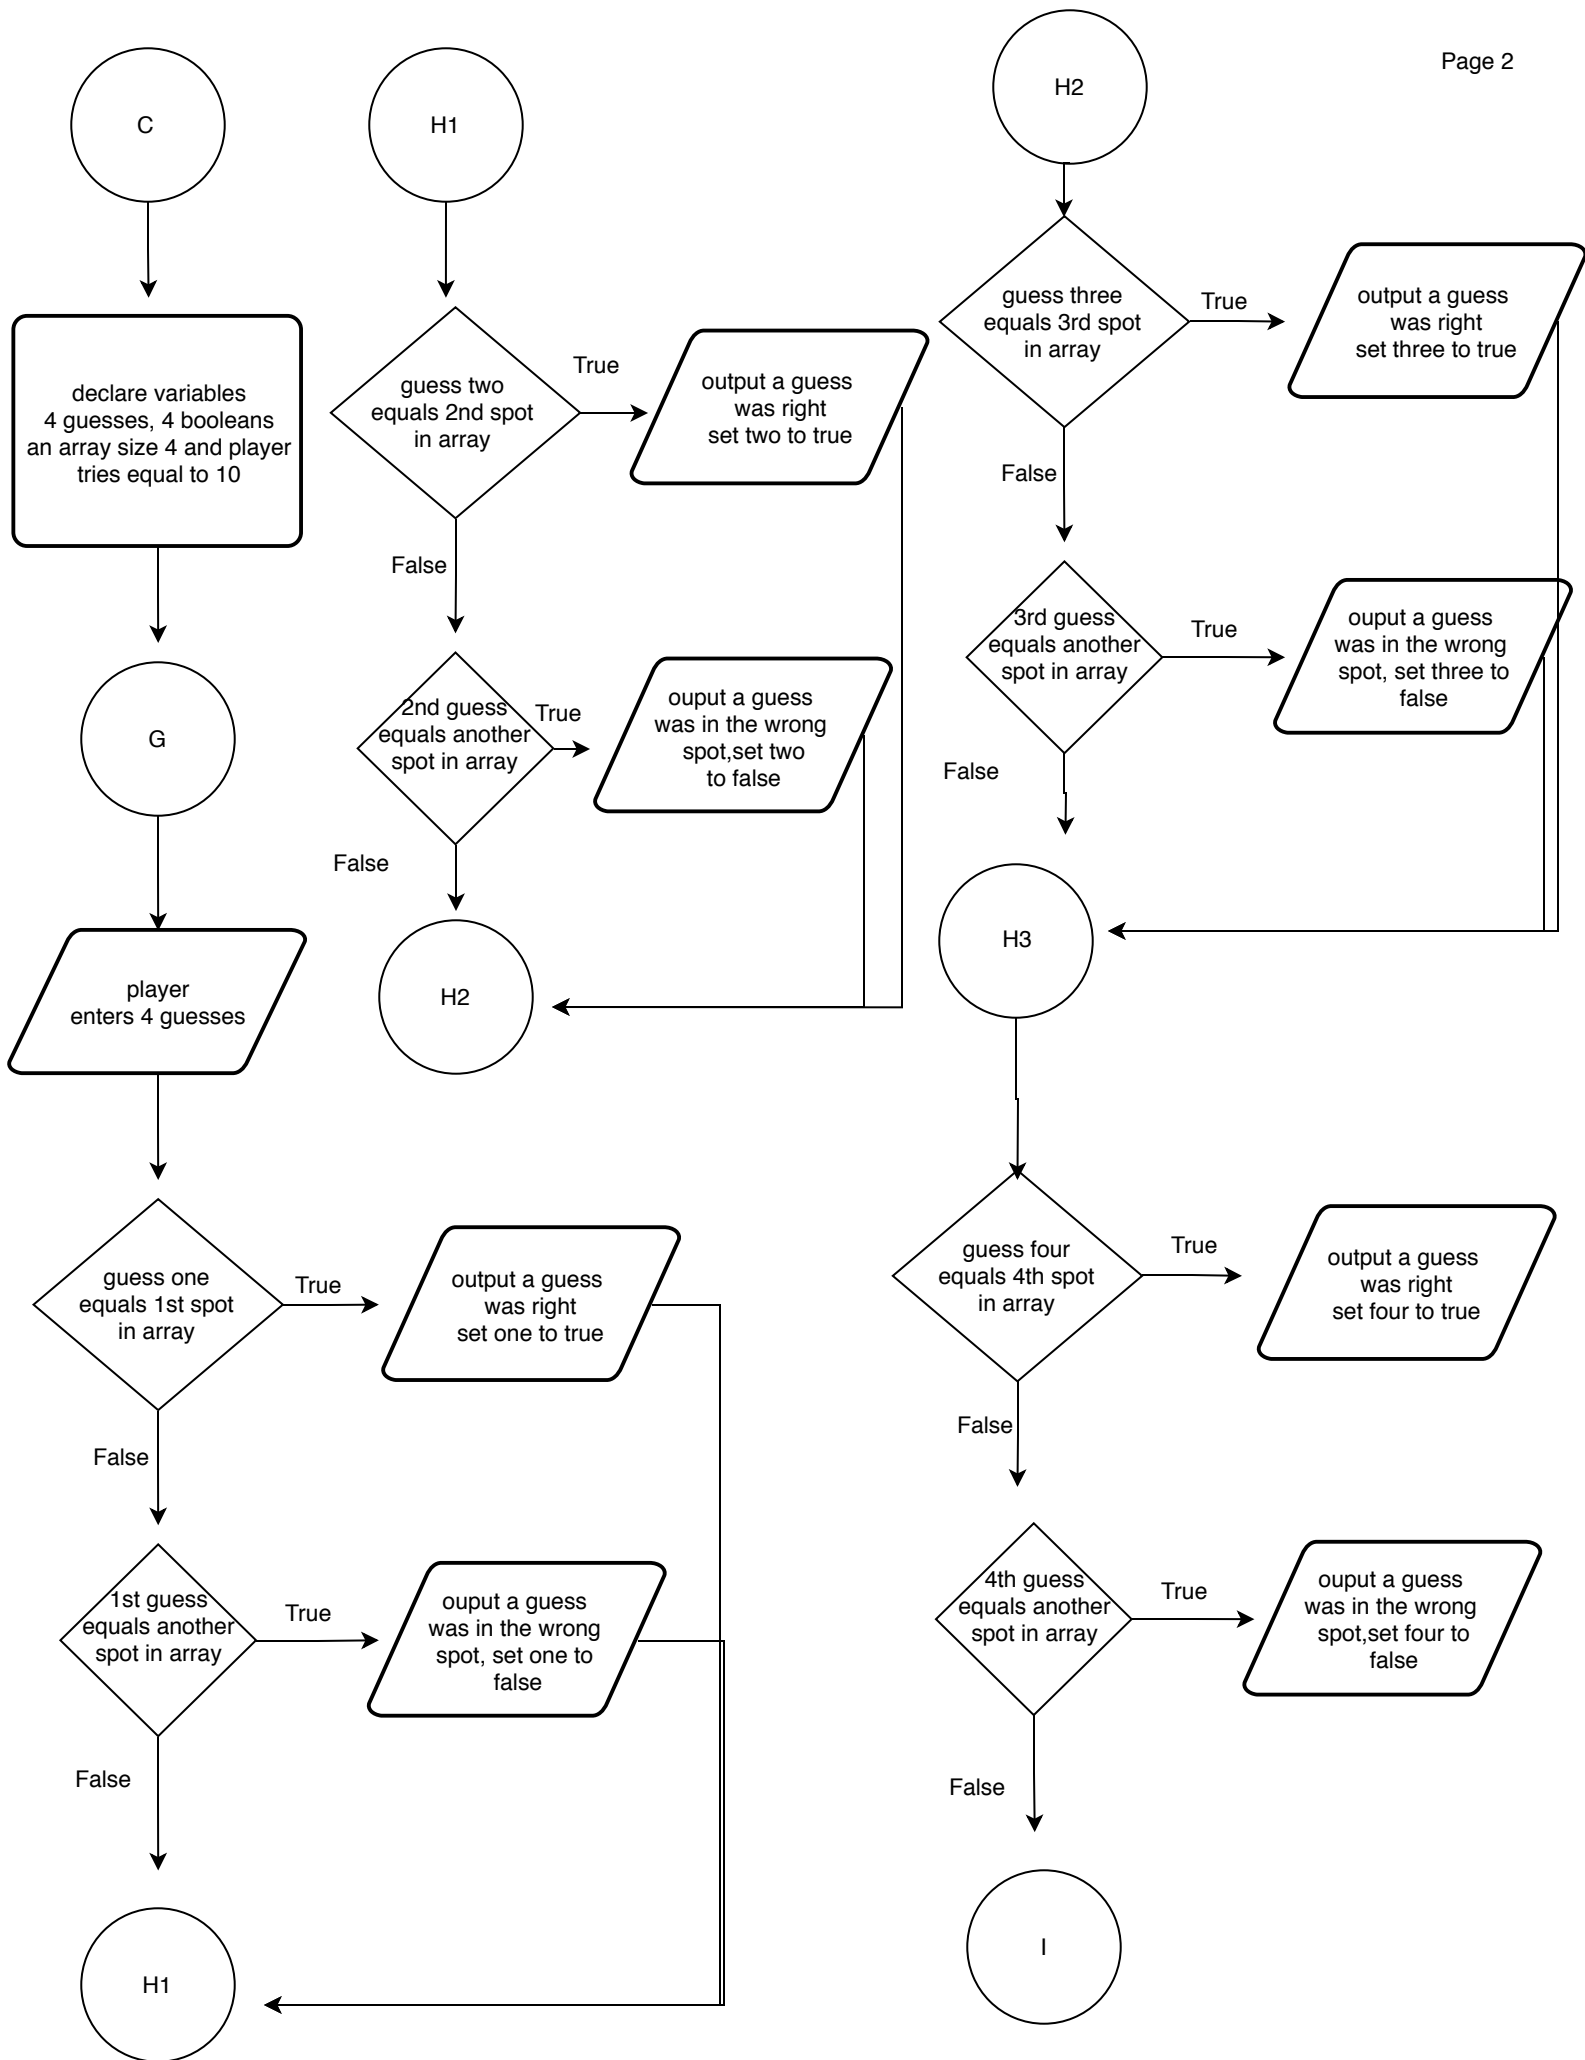 Page 2
C
declare variables
4 guesses, 4 booleans
an array size 4 and player
tries equal to 10
G
player
enters 4 guesses
guess one
equals 1st spot
in array
True
output a guess
was right
set one to true
False
1st guess
equals another
spot in array
True
ouput a guess
was in the wrong
spot, set one to
false
False
H1
H1
guess two
equals 2nd spot
in array
True
output a guess
was right
set two to true
False
2nd guess
equals another
spot in array
True
ouput a guess
was in the wrong
spot,set two
to false
False
H2
H2
guess three
equals 3rd spot
in array
True
output a guess
was right
set three to true
False
3rd guess
equals another
spot in array
True
ouput a guess
was in the wrong
spot, set three to
false
False
H3
guess four
equals 4th spot
in array
True
output a guess
was right
set four to true
False
4th guess
equals another
spot in array
True
ouput a guess
was in the wrong
spot,set four to
false
False
I